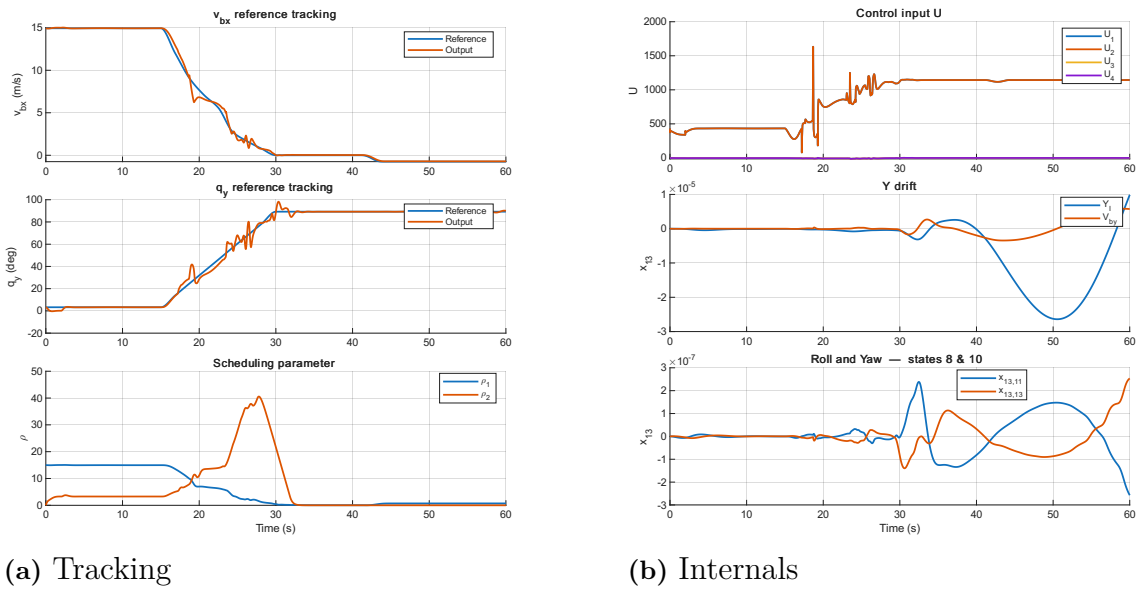 v_bx reference tracking
15
10
5
0
v_bx (m/s)
Reference
Output
0 10 20 30 40 50 60
q_y reference tracking
100
80
60
40
20
0
-20
q_y (deg)
Reference
Output
0 10 20 30 40 50 60
Scheduling parameter
50
40
30
20
10
0
ρ
ρ_1
ρ_2
0 10 20 30 40 50 60
Time (s)
(a) Tracking
Control input U
2000
1500
1000
500
0
U
U_1
U_2
U_3
U_4
0 10 20 30 40 50 60
×10^-5
Y drift
1
0
-1
-2
-3
x_13
Y_I
V_by
0 10 20 30 40 50 60
×10^-7
Roll and Yaw — states 8 & 10
3
2
1
0
-1
-2
-3
x_13
x_13,11
x_13,13
0 10 20 30 40 50 60
Time (s)
(b) Internals